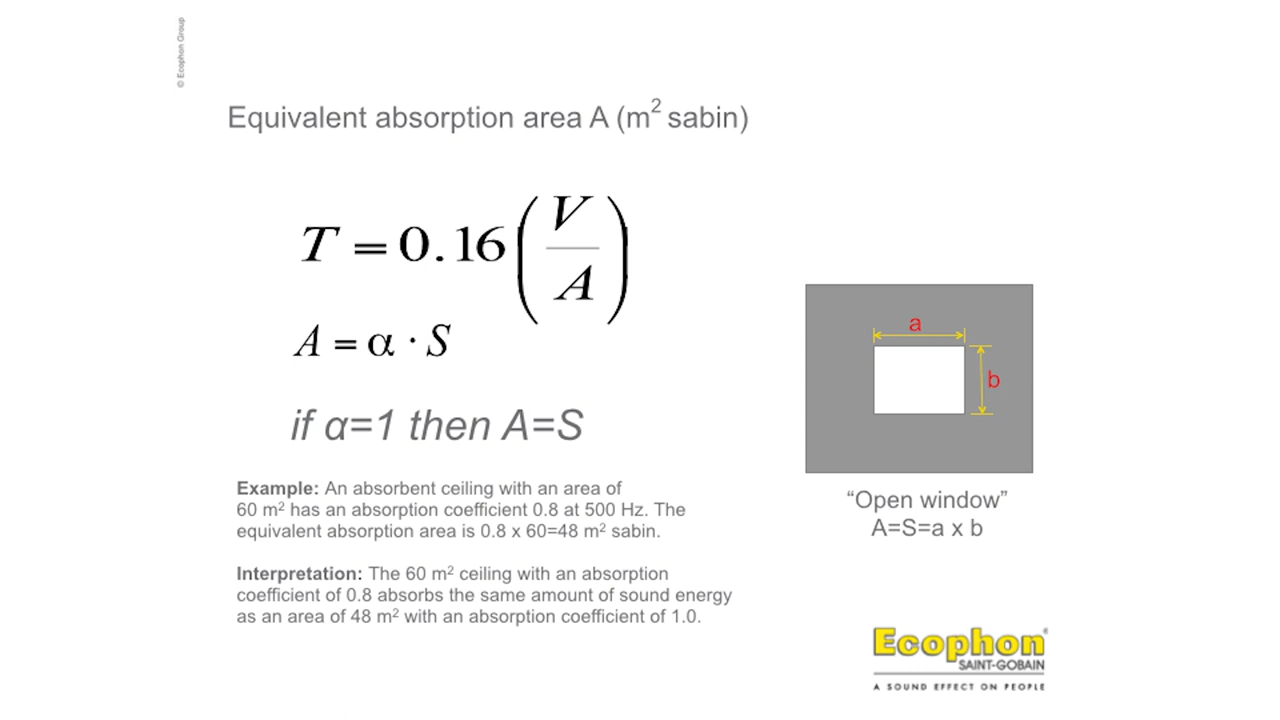 © Ecophon Group
Equivalent absorption area A (m² sabin)
T = 0.16 (V/A)
A = α · S
if α=1 then A=S
Example: An absorbent ceiling with an area of
60 m² has an absorption coefficient 0.8 at 500 Hz. The
equivalent absorption area is 0.8 x 60=48 m² sabin.
Interpretation: The 60 m² ceiling with an absorption
coefficient of 0.8 absorbs the same amount of sound energy
as an area of 48 m² with an absorption coefficient of 1.0.
a
b
“Open window”
A=S=a x b
Ecophon®
SAINT-GOBAIN
A SOUND EFFECT ON PEOPLE